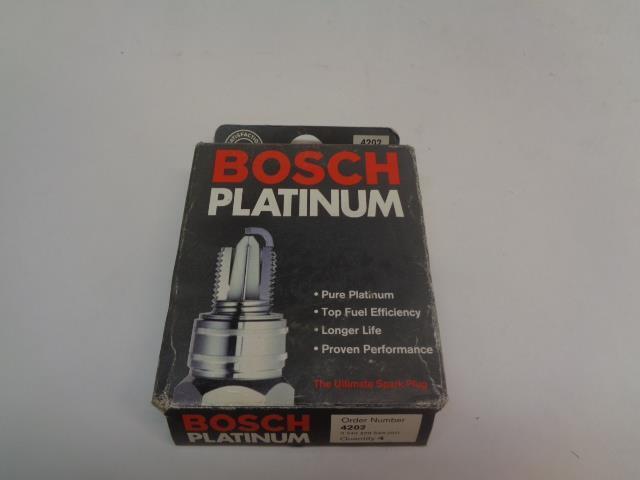 SATISFACTION
4202
BOSCH
PLATINUM
• Pure Platinum
• Top Fuel Efficiency
• Longer Life
• Proven Performance
The Ultimate Spark Plug
BOSCH
PLATINUM
Order Number
4202
Quantity 4